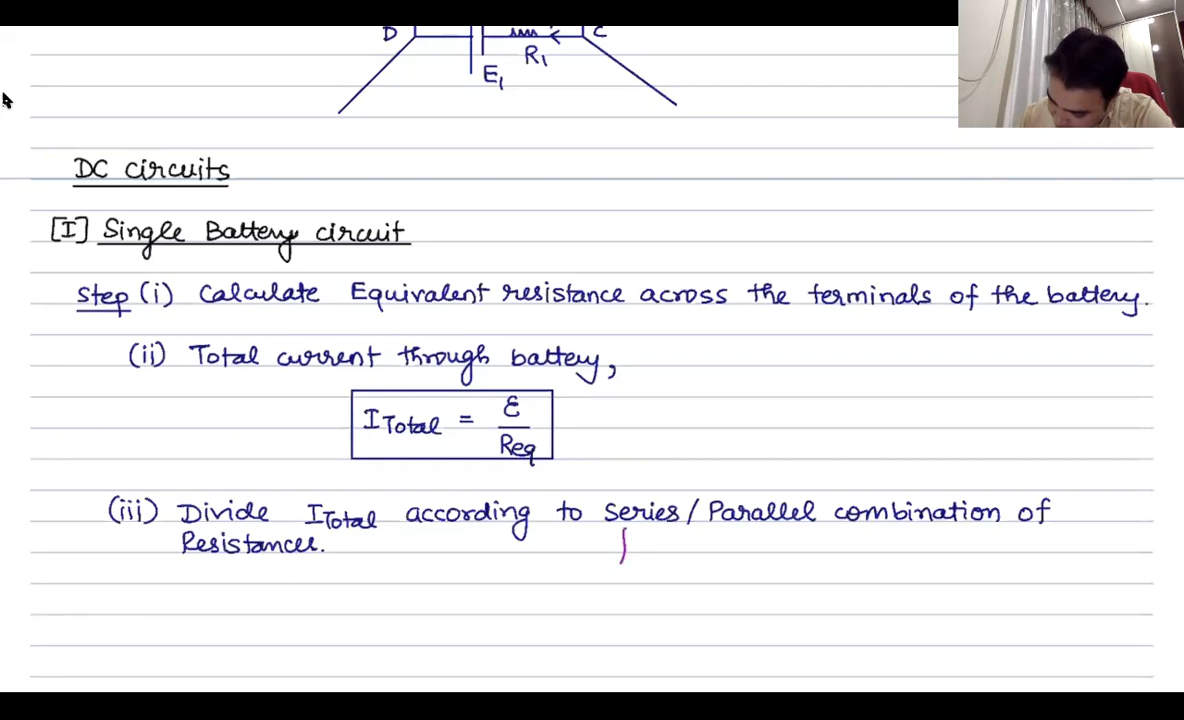 D C
R1
E1
DC circuits
[I] Single Battery circuit
Step (i) Calculate Equivalent resistance across the terminals of the battery.
(ii) Total current through battery,
ITotal = ε / Req
(iii) Divide ITotal according to series / Parallel combination of
Resistances.